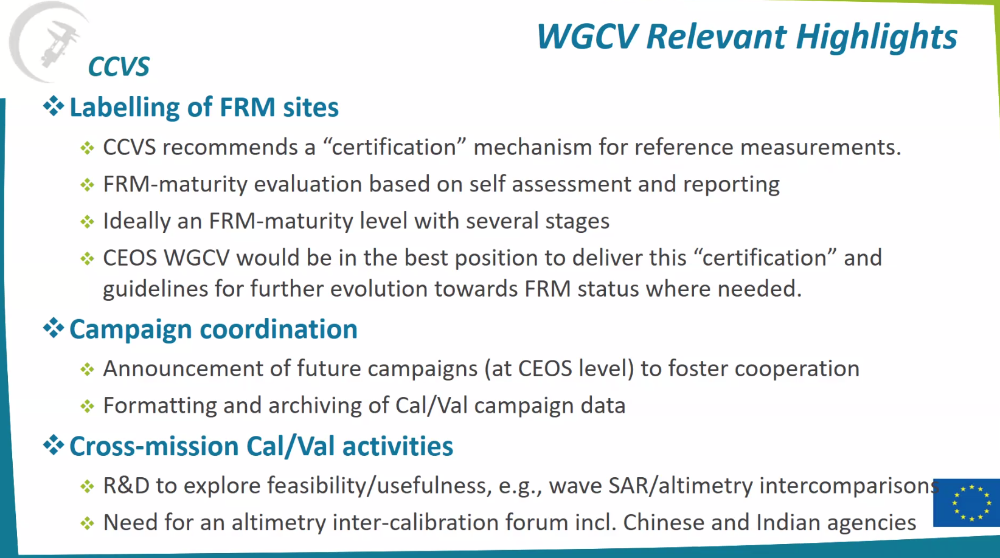 WGCV Relevant Highlights
CCVS
Labelling of FRM sites
CCVS recommends a “certification” mechanism for reference measurements.
FRM-maturity evaluation based on self assessment and reporting
Ideally an FRM-maturity level with several stages
CEOS WGCV would be in the best position to deliver this “certification” and
guidelines for further evolution towards FRM status where needed.
Campaign coordination
Announcement of future campaigns (at CEOS level) to foster cooperation
Formatting and archiving of Cal/Val campaign data
Cross-mission Cal/Val activities
R&D to explore feasibility/usefulness, e.g., wave SAR/altimetry intercomparisons
Need for an altimetry inter-calibration forum incl. Chinese and Indian agencies